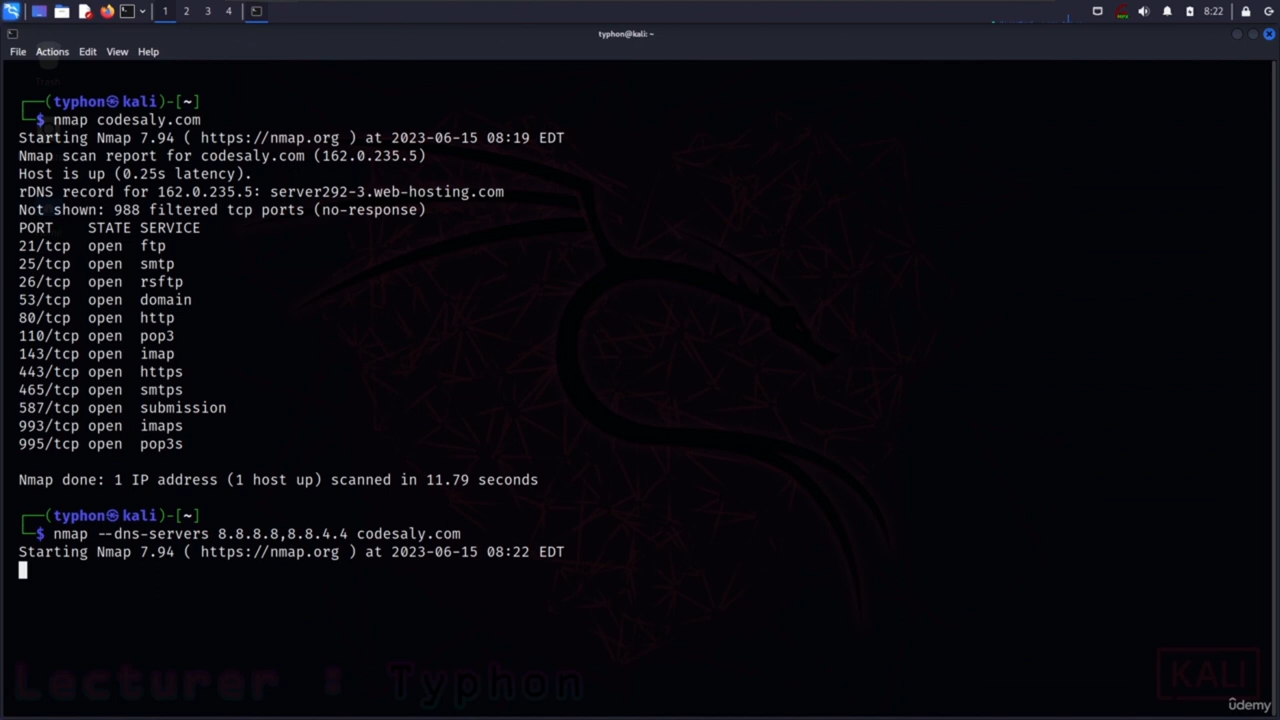 1 2 3 4 8:22
typhon@kali: ~
File Actions Edit View Help
Trash
┌──(typhon㉿kali)-[~]
└─$ nmap codesaly.com
Starting Nmap 7.94 ( https://nmap.org ) at 2023-06-15 08:19 EDT
Nmap scan report for codesaly.com (162.0.235.5)
Host is up (0.25s latency).
rDNS record for 162.0.235.5: server292-3.web-hosting.com
Not shown: 988 filtered tcp ports (no-response)
PORT STATE SERVICE
21/tcp open ftp
25/tcp open smtp
26/tcp open rsftp
53/tcp open domain
80/tcp open http
110/tcp open pop3
143/tcp open imap
443/tcp open https
465/tcp open smtps
587/tcp open submission
993/tcp open imaps
995/tcp open pop3s
Nmap done: 1 IP address (1 host up) scanned in 11.79 seconds
┌──(typhon㉿kali)-[~]
└─$ nmap --dns-servers 8.8.8.8,8.8.4.4 codesaly.com
Starting Nmap 7.94 ( https://nmap.org ) at 2023-06-15 08:22 EDT
Lecturer : Typhon
KALI
ûdemy